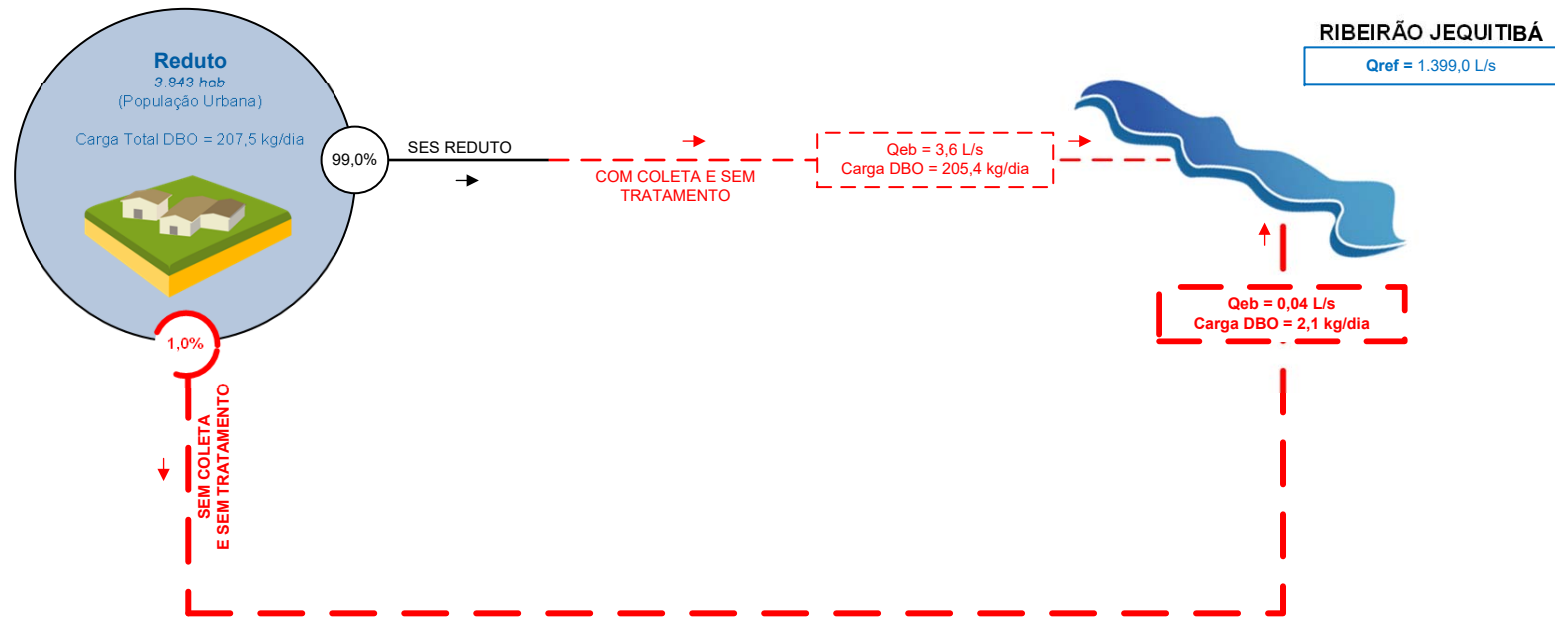 RIBEIRÃO JEQUITIBÁ
Qref = 1.399,0 L/s
Reduto
3.843 hab
(População Urbana)
Carga Total DBO = 207,5 kg/dia
99,0%
SES REDUTO
COM COLETA E SEM
TRATAMENTO
Qeb = 3,6 L/s
Carga DBO = 205,4 kg/dia
Qeb = 0,04 L/s
Carga DBO = 2,1 kg/dia
1,0%
SEM COLETA
E SEM TRATAMENTO